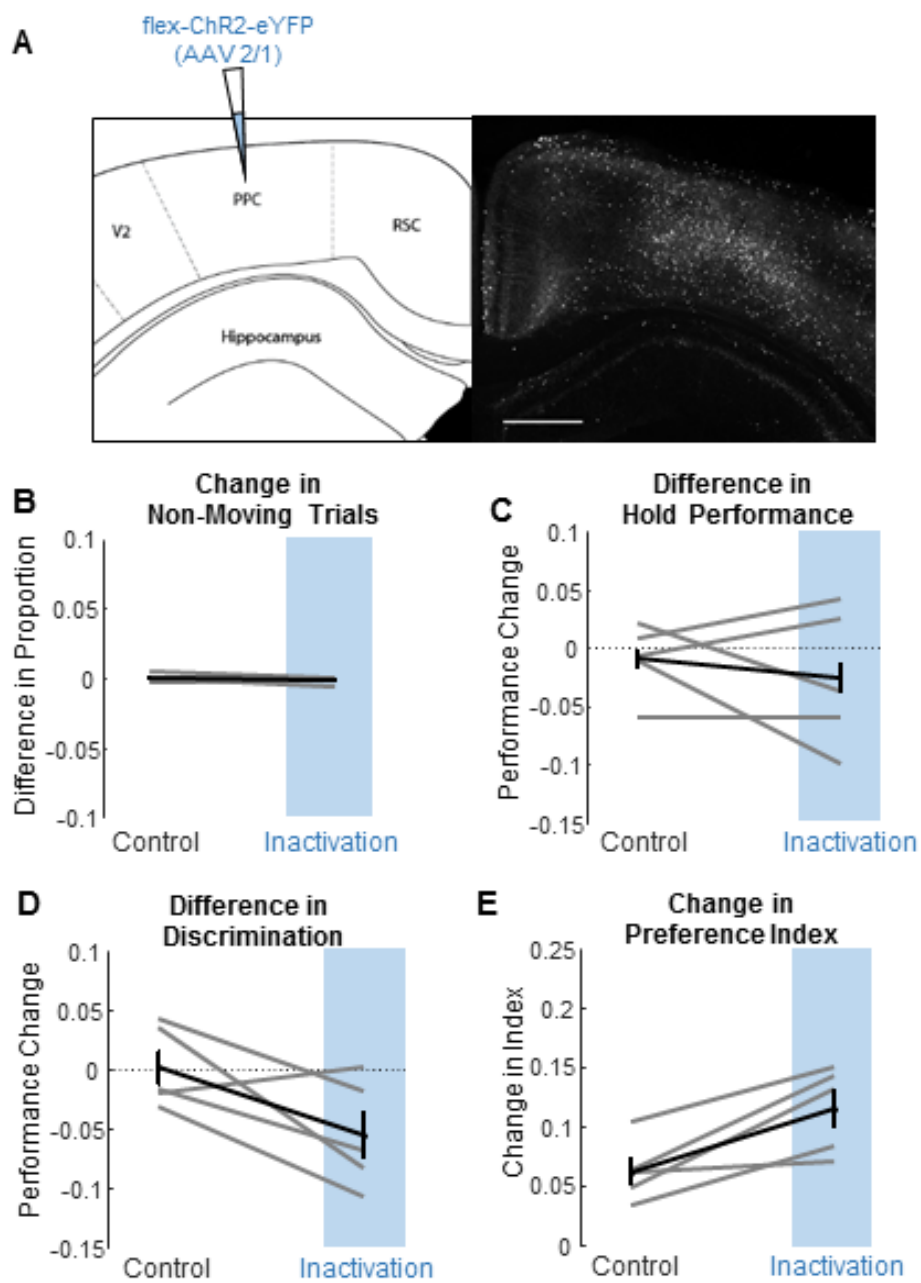 A
flex-ChR2-eYFP
(AAV 2/1)
V2
PPC
RSC
Hippocampus
B
Change in
Non-Moving Trials
Difference in Proportion
0.1
0.05
0
-0.05
-0.1
Control
Inactivation
C
Difference in
Hold Performance
Performance Change
0.1
0.05
0
-0.05
-0.1
-0.15
Control
Inactivation
D
Difference in
Discrimination
Performance Change
0.1
0.05
0
-0.05
-0.1
-0.15
Control
Inactivation
E
Change in
Preference Index
Change in Index
0.25
0.2
0.15
0.1
0.05
0
Control
Inactivation